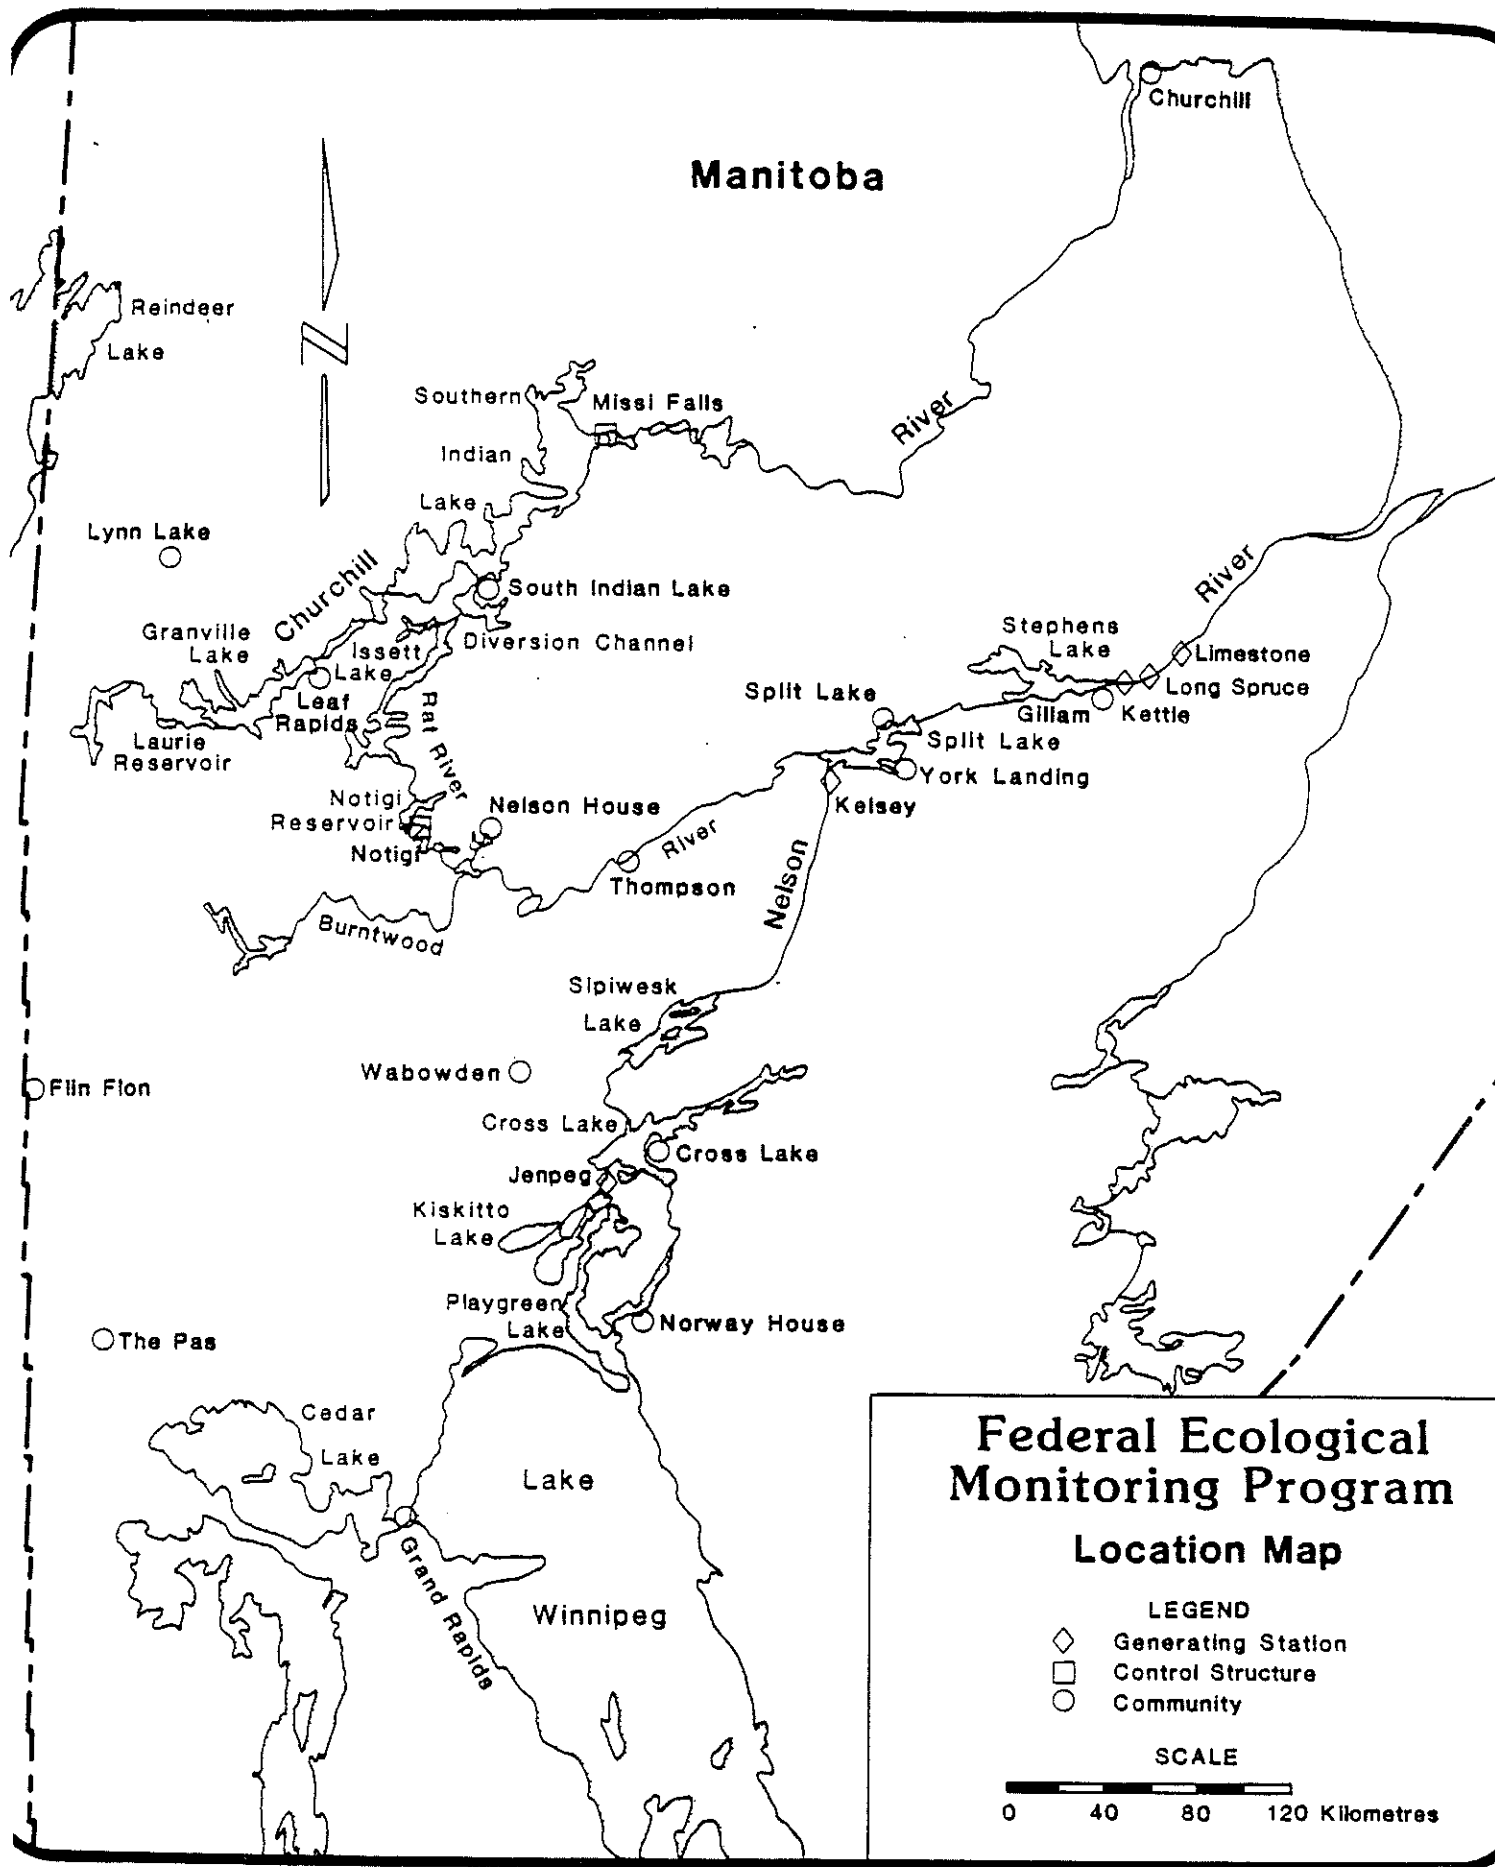 Churchill
Manitoba
Reindeer
Lake
Southern
Missi Falls
River
Indian
Lake
Lynn Lake
Churchill
South Indian Lake
River
Granville
Lake
Issett
Lake
Diversion Channel
Stephens
Lake
Limestone
Leaf
Rapids
Long Spruce
Split Lake
Gillam
Kettle
Rat River
Laurie
Reservoir
Split Lake
York Landing
Notigi
Reservoir
Nelson House
Kelsey
River
Notigi
Thompson
Nelson
Burntwood
Sipiwesk
Lake
Wabowden
Flin Flon
Cross Lake
Cross Lake
Jenpeg
Kiskitto
Lake
Playgreen
Lake
Norway House
The Pas
Cedar
Lake
Lake
Winnipeg
Grand Rapids
N
Federal Ecological
Monitoring Program
Location Map
LEGEND
Generating Station
Control Structure
Community
SCALE
0 40 80 120 Kilometres